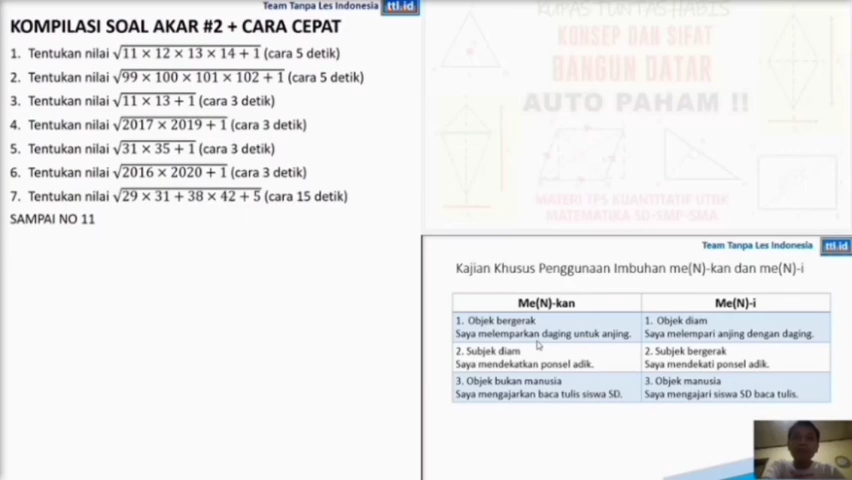 Team Tanpa Les Indonesia ttl.id
KOMPILASI SOAL AKAR #2 + CARA CEPAT
1. Tentukan nilai √11 × 12 × 13 × 14 + 1 (cara 5 detik)
2. Tentukan nilai √99 × 100 × 101 × 102 + 1 (cara 5 detik)
3. Tentukan nilai √11 × 13 + 1 (cara 3 detik)
4. Tentukan nilai √2017 × 2019 + 1 (cara 3 detik)
5. Tentukan nilai √31 × 35 + 1 (cara 3 detik)
6. Tentukan nilai √2016 × 2020 + 1 (cara 3 detik)
7. Tentukan nilai √29 × 31 + 38 × 42 + 5 (cara 15 detik)
SAMPAI NO 11
KUPAS TUNTAS HABIS
KONSEP DAN SIFAT
BANGUN DATAR
AUTO PAHAM !!
MATERI TPS KUANTITATIF UTBK
MATEMATIKA SD-SMP-SMA
Team Tanpa Les Indonesia ttl.id
Kajian Khusus Penggunaan Imbuhan me(N)-kan dan me(N)-i
Me(N)-kan Me(N)-i
1. Objek bergerak 1. Objek diam
Saya melemparkan daging untuk anjing. Saya melempari anjing dengan daging.
2. Subjek diam 2. Subjek bergerak
Saya mendekatkan ponsel adik. Saya mendekati ponsel adik.
3. Objek bukan manusia 3. Objek manusia
Saya mengajarkan baca tulis siswa SD. Saya mengajari siswa SD baca tulis.